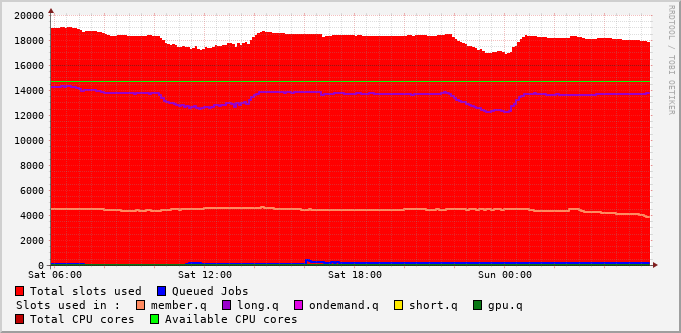 20000
18000
16000
14000
12000
10000
8000
6000
4000
2000
0
Sat 06:00 Sat 12:00 Sat 18:00 Sun 00:00
Total slots used Queued Jobs
Slots used in : member.q long.q ondemand.q short.q gpu.q
Total CPU cores Available CPU cores
RRDTOOL / TOBI OETIKER